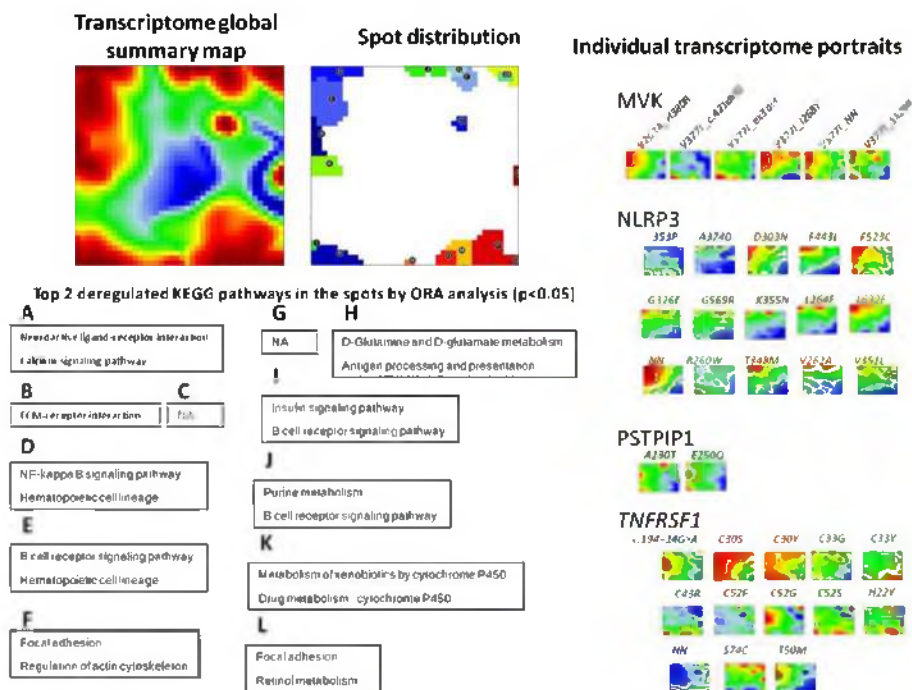 Transcriptome global
summary map
Spot distribution
Individual transcriptome portraits
MVK
NLRP3
353P A374D D303N F443L F523C
G326E G569R K355N L264F L632F
NN R260W T348M V262A V351L
PSTPIP1
A230T E250Q
TNFRSF1
c.194-14G>A C30S C30Y C33G C33Y
C43R C52F C52G C52S H22Y
NN S74C T50M
Top 2 deregulated KEGG pathways in the spots by ORA analysis (p<0.05)
A
Neuroactive ligand-receptor interaction
Calcium signaling pathway
B C
ECM-receptor interaction
D
NF-kappa B signaling pathway
Hematopoietic cell lineage
E
B cell receptor signaling pathway
Hematopoietic cell lineage
F
Focal adhesion
Regulation of actin cytoskeleton
G H
NA
D-Glutamine and D-glutamate metabolism
Antigen processing and presentation
I
Insulin signaling pathway
B cell receptor signaling pathway
J
Purine metabolism
B cell receptor signaling pathway
K
Metabolism of xenobiotics by cytochrome P450
Drug metabolism cytochrome P450
L
Focal adhesion
Retinol metabolism